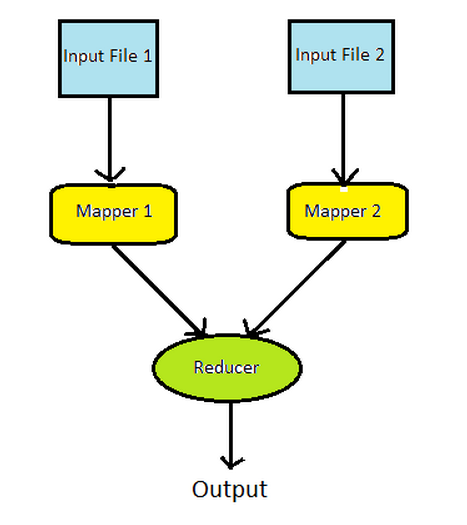 Input File 1
Input File 2
Mapper 1
Mapper 2
Reducer
Output